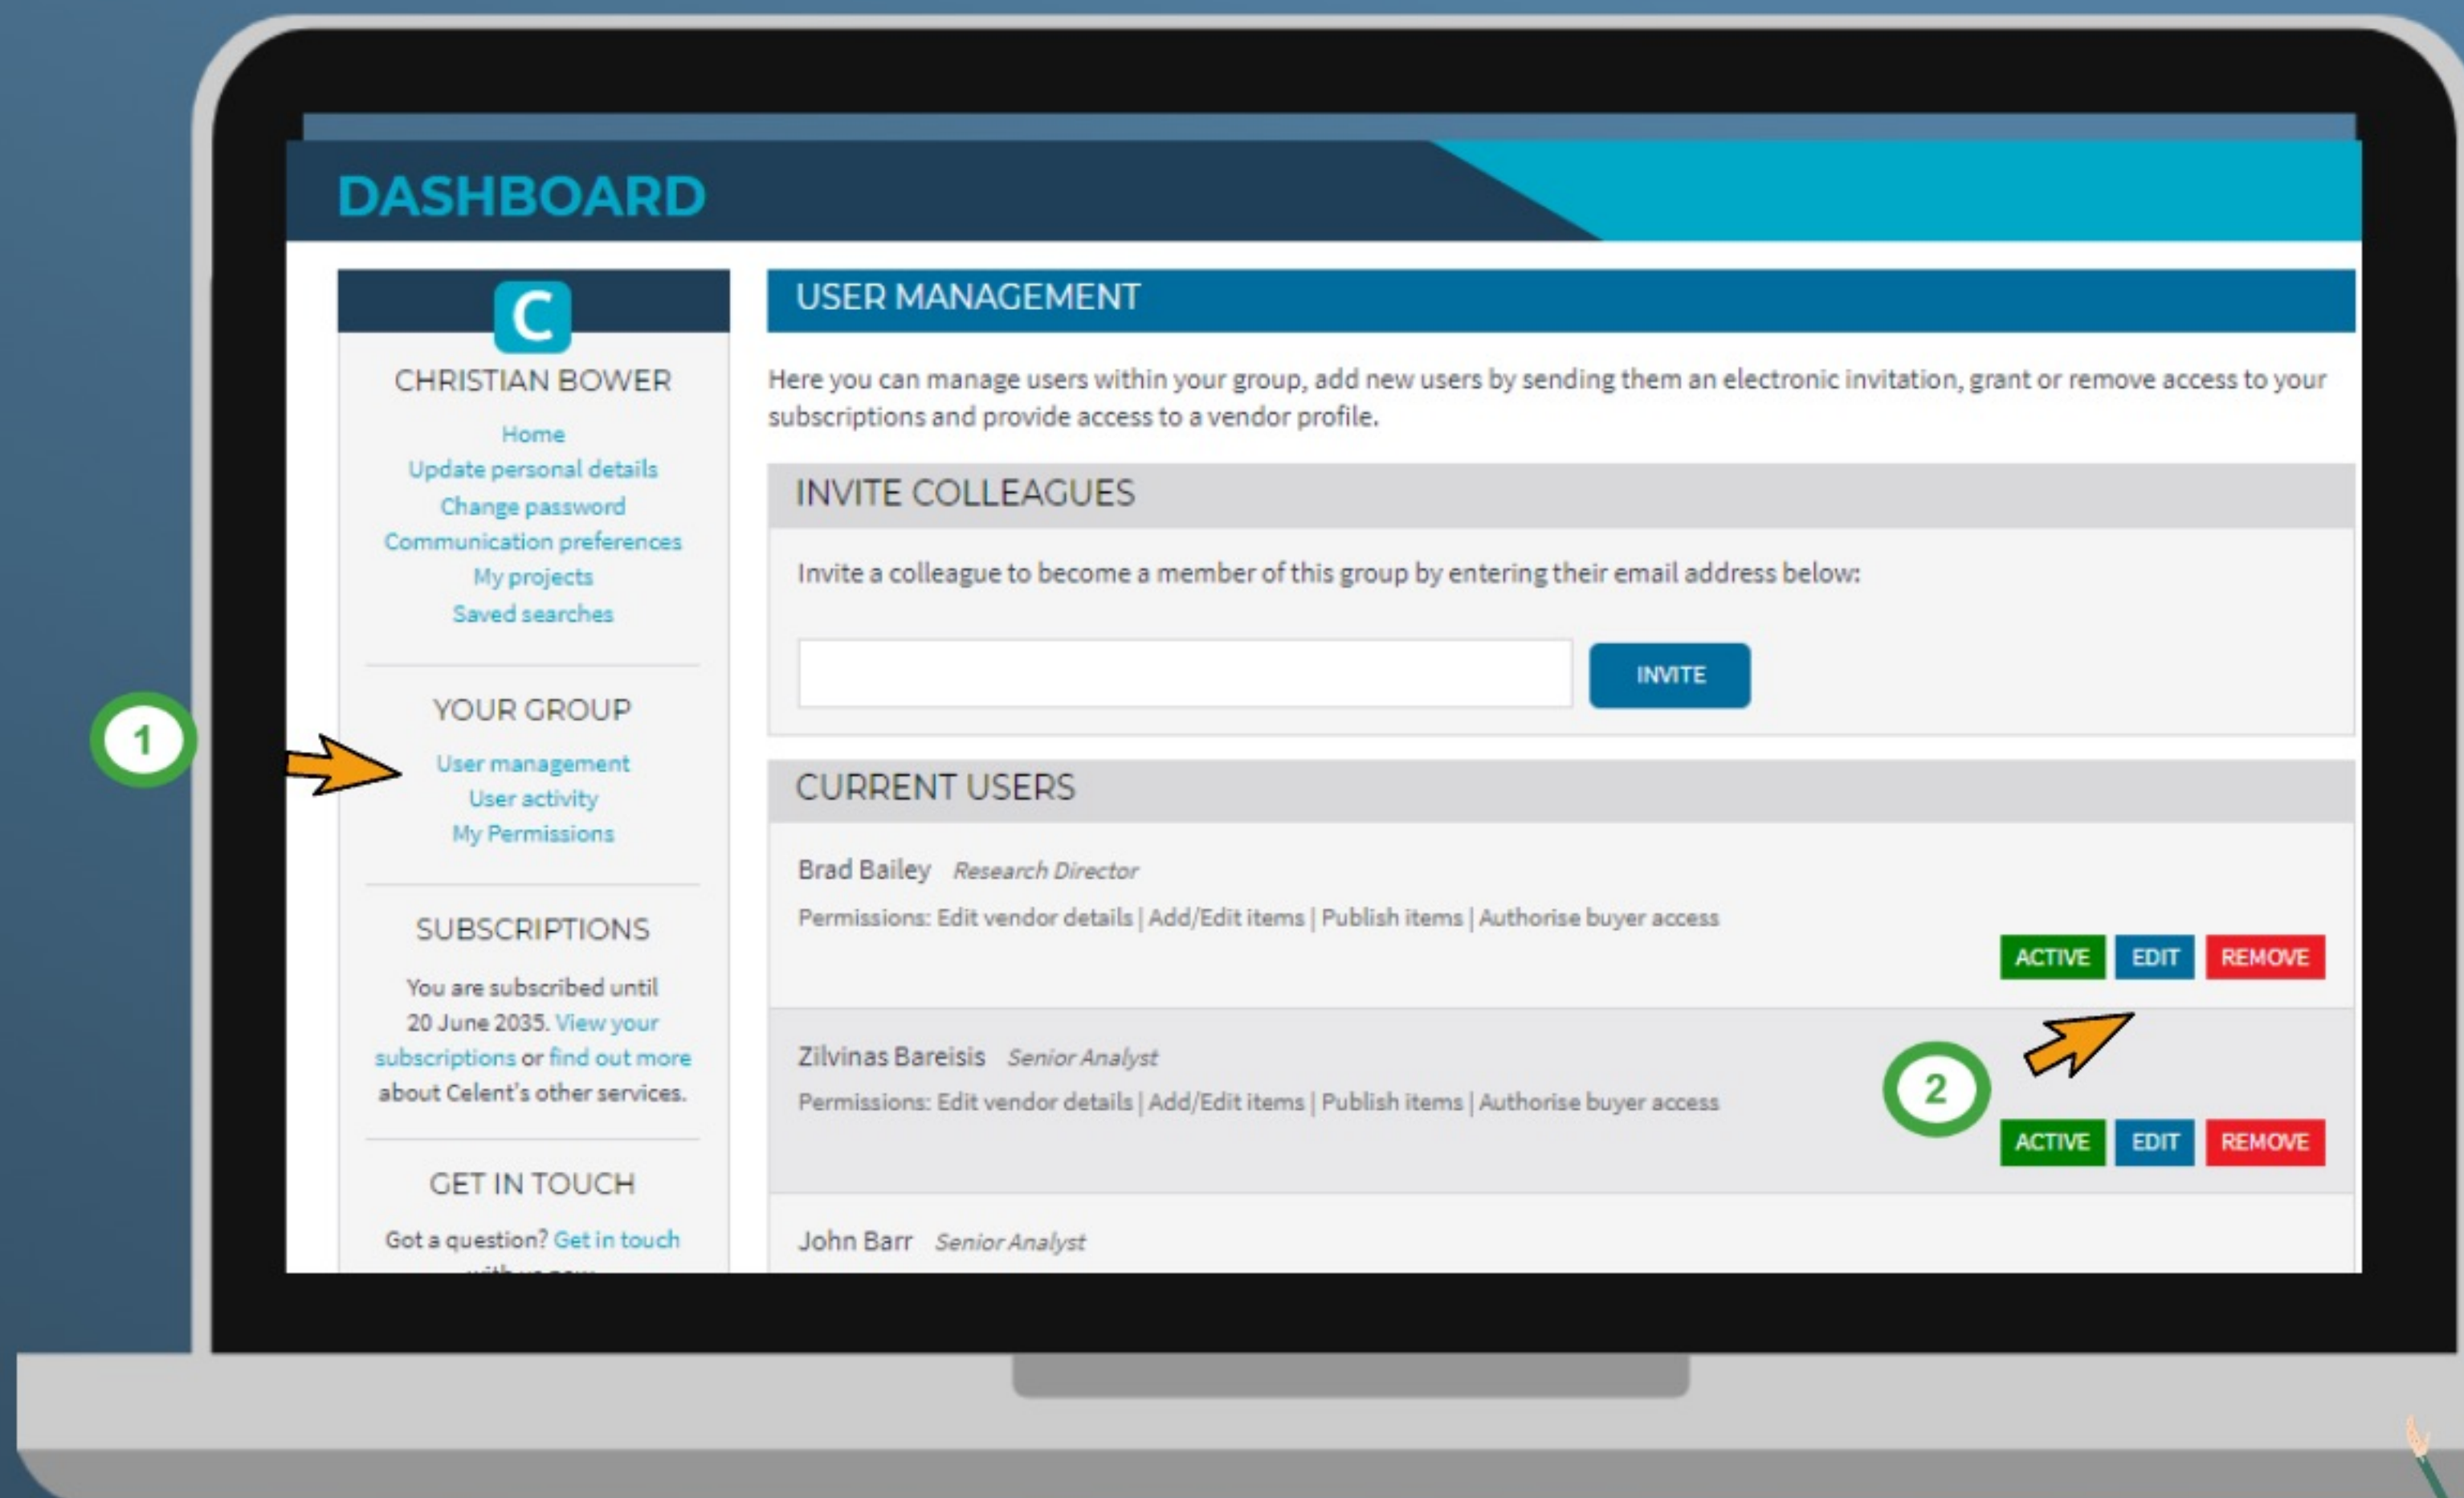 DASHBOARD
C
CHRISTIAN BOWER
Home
Update personal details
Change password
Communication preferences
My projects
Saved searches
1
YOUR GROUP
User management
User activity
My Permissions
SUBSCRIPTIONS
You are subscribed until
20 June 2035. View your
subscriptions or find out more
about Celent's other services.
GET IN TOUCH
Got a question? Get in touch
USER MANAGEMENT
Here you can manage users within your group, add new users by sending them an electronic invitation, grant or remove access to your
subscriptions and provide access to a vendor profile.
INVITE COLLEAGUES
Invite a colleague to become a member of this group by entering their email address below:
INVITE
CURRENT USERS
Brad Bailey Research Director
Permissions: Edit vendor details | Add/Edit items | Publish items | Authorise buyer access
ACTIVE EDIT REMOVE
Zilvinas Bareisis Senior Analyst
Permissions: Edit vendor details | Add/Edit items | Publish items | Authorise buyer access
2
ACTIVE EDIT REMOVE
John Barr Senior Analyst